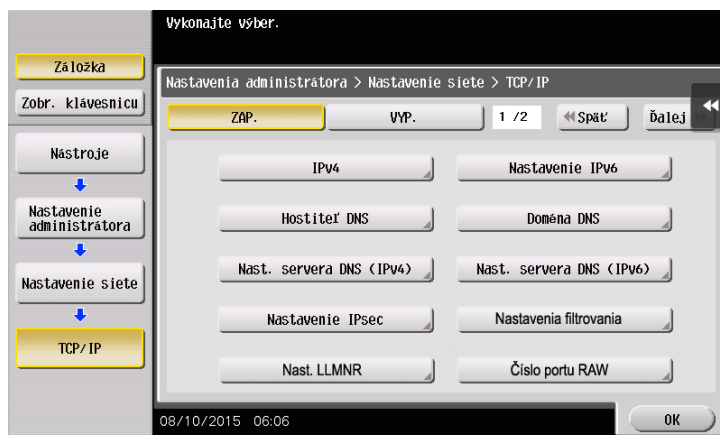 Vykonajte výber.
Záložka
Zobr. klávesnicu
Nástroje
Nastavenie
administrátora
Nastavenie siete
TCP/IP
Nastavenia administrátora > Nastavenie siete > TCP/IP
ZAP. VYP. 1 /2 Späť Ďalej
IPv4 Nastavenie IPv6
Hostiteľ DNS Doména DNS
Nast. servera DNS (IPv4) Nast. servera DNS (IPv6)
Nastavenie IPsec Nastavenia filtrovania
Nast. LLMNR Číslo portu RAW
08/10/2015 06:06 OK